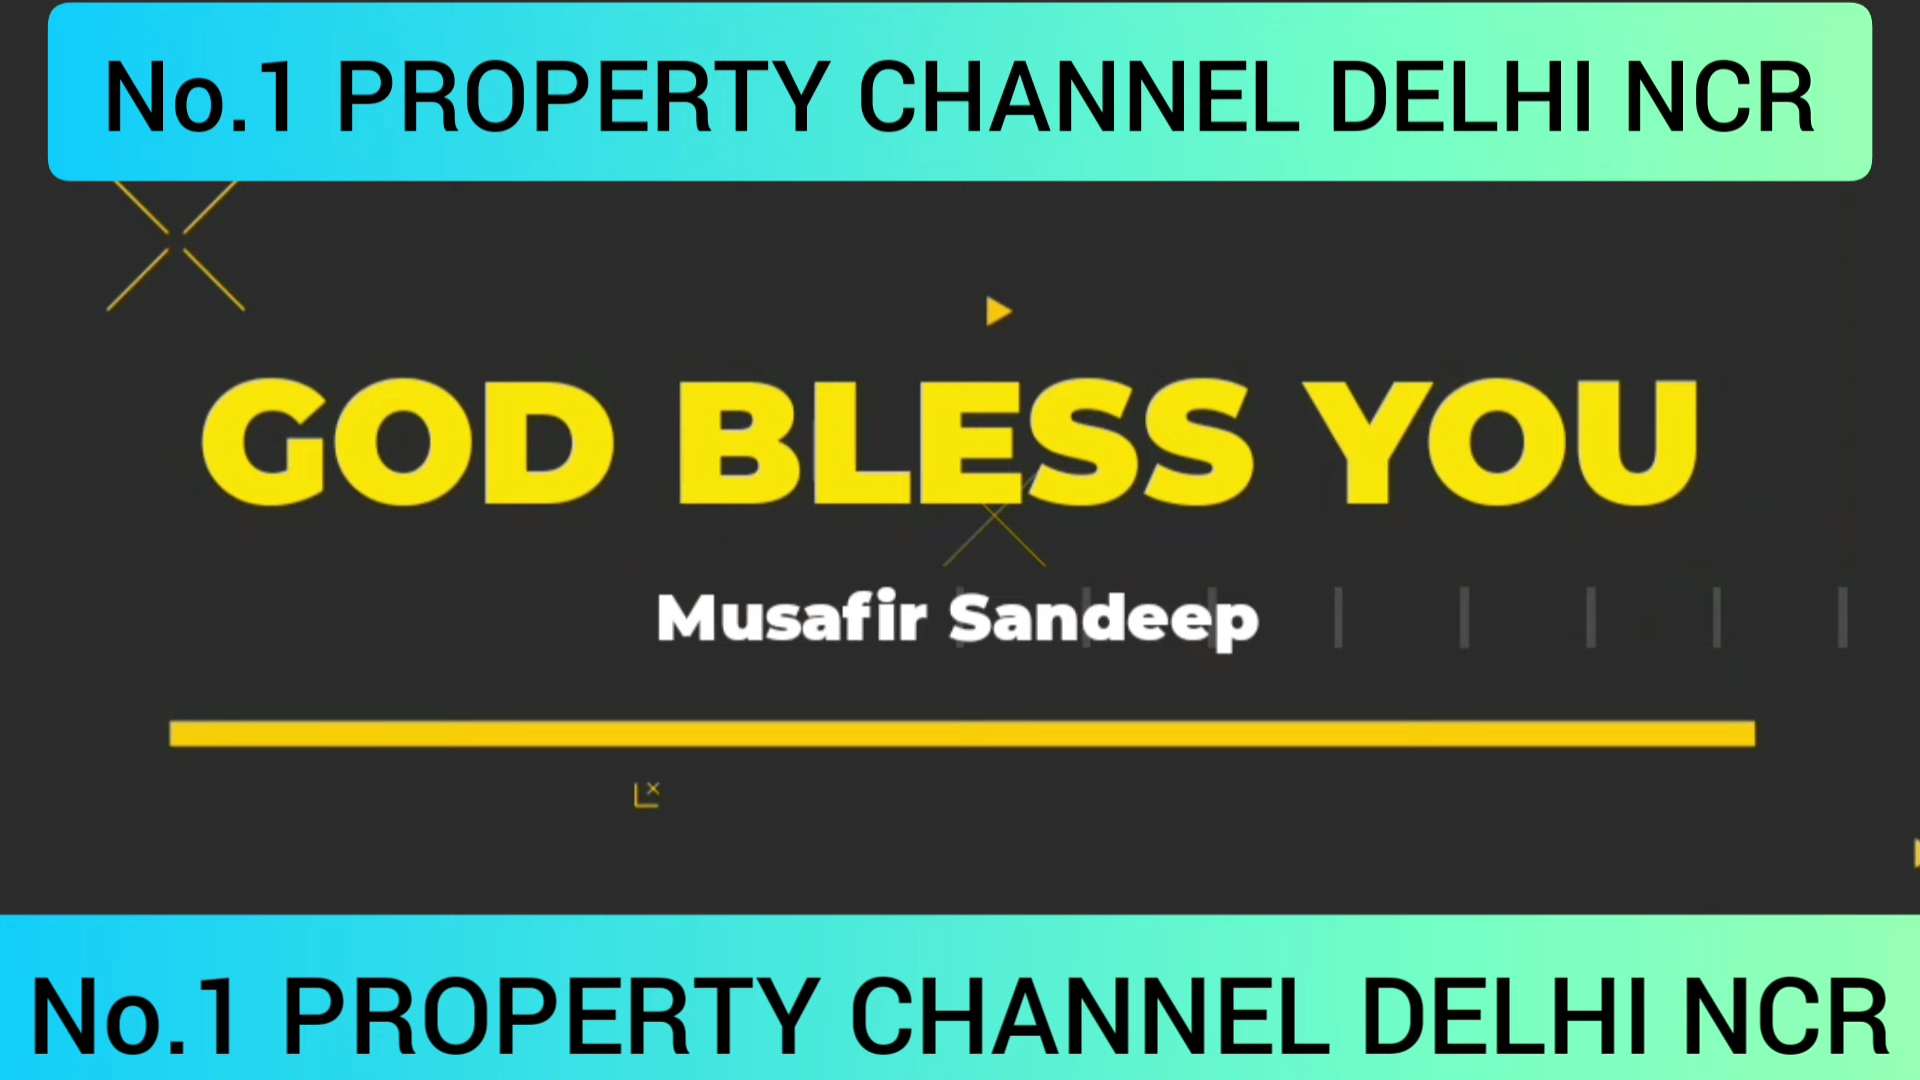 No.1 PROPERTY CHANNEL DELHI NCR
GOD BLESS YOU
Musafir Sandeep
No.1 PROPERTY CHANNEL DELHI NCR